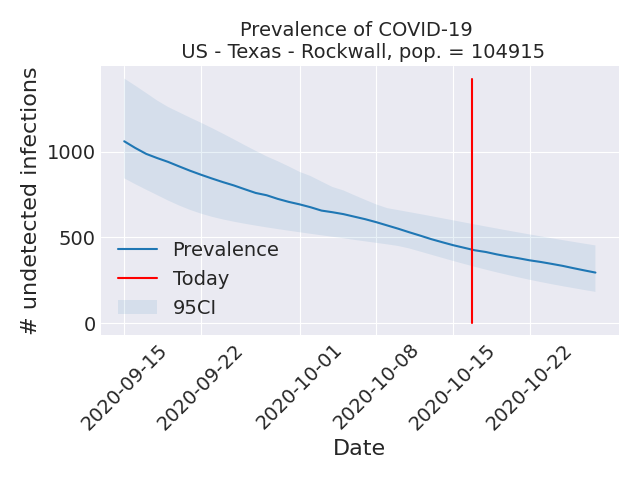 Prevalence of COVID-19
US - Texas - Rockwall, pop. = 104915
# undetected infections
1000
500
0
Prevalence
Today
95CI
2020-09-15
2020-09-22
2020-10-01
2020-10-08
2020-10-15
2020-10-22
Date